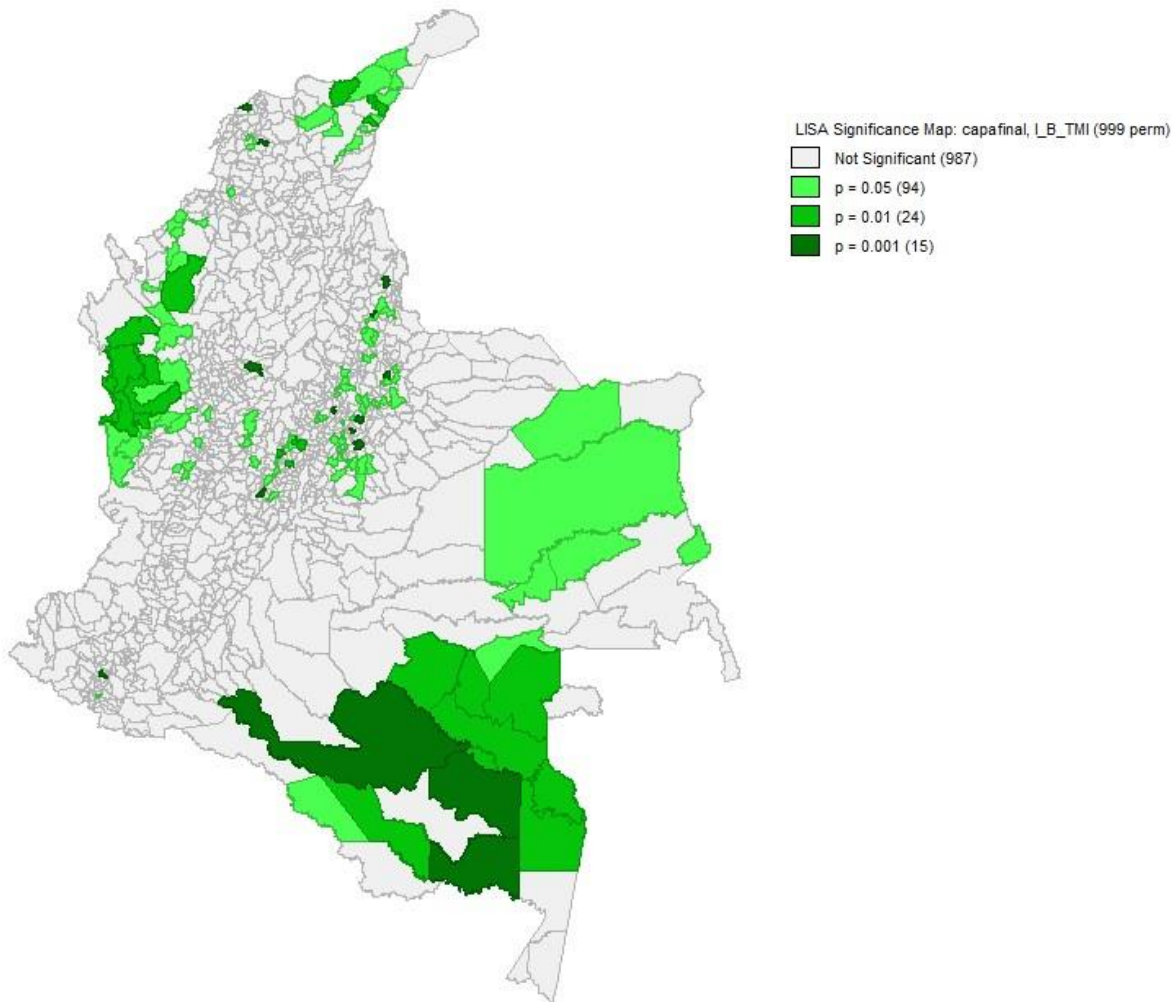 LISA Significance Map: capafinal, I_B_TMI (999 perm)
Not Significant (987)
p = 0.05 (94)
p = 0.01 (24)
p = 0.001 (15)